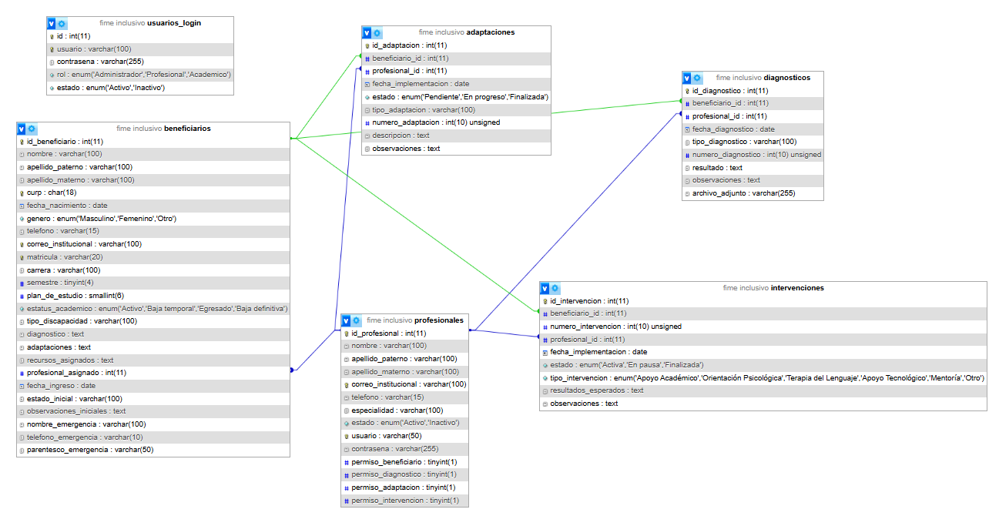 fime inclusivo usuarios_login
id : int(11)
usuario : varchar(100)
contrasena : varchar(255)
rol : enum('Administrador','Profesional','Academico')
estado : enum('Activo','Inactivo')
fime inclusivo beneficiarios
id_beneficiario : int(11)
nombre : varchar(100)
apellido_paterno : varchar(100)
apellido_materno : varchar(100)
curp : char(18)
fecha_nacimiento : date
genero : enum('Masculino','Femenino','Otro')
telefono : varchar(15)
correo_institucional : varchar(100)
matricula : varchar(20)
carrera : varchar(100)
semestre : tinyint(4)
plan_de_estudio : smallint(6)
estatus_academico : enum('Activo','Baja temporal','Egresado','Baja definitiva')
tipo_discapacidad : varchar(100)
diagnostico : text
adaptaciones : text
recursos_asignados : text
profesional_asignado : int(11)
fecha_ingreso : date
estado_inicial : varchar(100)
observaciones_iniciales : text
nombre_emergencia : varchar(100)
telefono_emergencia : varchar(10)
parentesco_emergencia : varchar(50)
fime inclusivo adaptaciones
id_adaptacion : int(11)
beneficiario_id : int(11)
profesional_id : int(11)
fecha_implementacion : date
estado : enum('Pendiente','En progreso','Finalizada')
tipo_adaptacion : varchar(100)
numero_adaptacion : int(10) unsigned
descripcion : text
observaciones : text
fime inclusivo profesionales
id_profesional : int(11)
nombre : varchar(100)
apellido_paterno : varchar(100)
apellido_materno : varchar(100)
correo_institucional : varchar(100)
telefono : varchar(15)
especialidad : varchar(100)
estado : enum('Activo','Inactivo')
usuario : varchar(50)
contrasena : varchar(255)
permiso_beneficiario : tinyint(1)
permiso_diagnostico : tinyint(1)
permiso_adaptacion : tinyint(1)
permiso_intervencion : tinyint(1)
fime inclusivo diagnosticos
id_diagnostico : int(11)
beneficiario_id : int(11)
profesional_id : int(11)
fecha_diagnostico : date
tipo_diagnostico : varchar(100)
numero_diagnostico : int(10) unsigned
resultado : text
observaciones : text
archivo_adjunto : varchar(255)
fime inclusivo intervenciones
id_intervencion : int(11)
beneficiario_id : int(11)
numero_intervencion : int(10) unsigned
profesional_id : int(11)
fecha_implementacion : date
estado : enum('Activa','En pausa','Finalizada')
tipo_intervencion : enum('Apoyo Académico','Orientación Psicológica','Terapia del Lenguaje','Apoyo Tecnológico','Mentoría','Otro')
resultados_esperados : text
observaciones : text